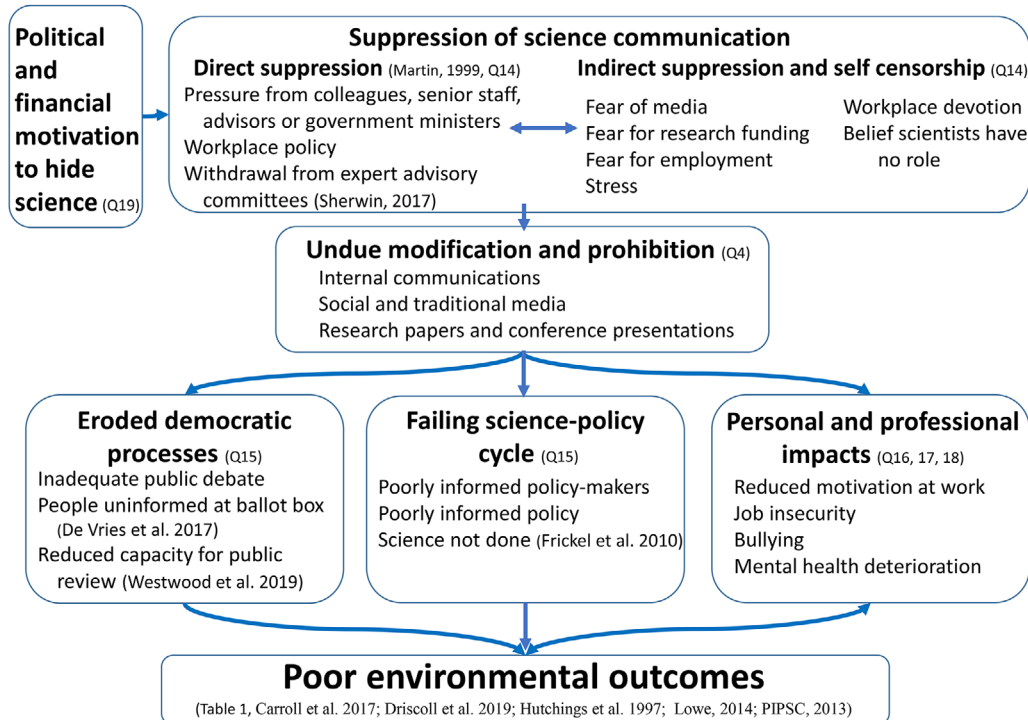 Political
and
financial
motivation
to hide
science (Q19)
Suppression of science communication
Direct suppression (Martin, 1999, Q14)
Pressure from colleagues, senior staff,
advisors or government ministers
Workplace policy
Withdrawal from expert advisory
committees (Sherwin, 2017)
Indirect suppression and self censorship (Q14)
Fear of media
Fear for research funding
Fear for employment
Stress
Workplace devotion
Belief scientists have
no role
Undue modification and prohibition (Q4)
Internal communications
Social and traditional media
Research papers and conference presentations
Eroded democratic
processes (Q15)
Inadequate public debate
People uninformed at ballot box
(De Vries et al. 2017)
Reduced capacity for public
review (Westwood et al. 2019)
Failing science-policy
cycle (Q15)
Poorly informed policy-makers
Poorly informed policy
Science not done (Frickel et al. 2010)
Personal and professional
impacts (Q16, 17, 18)
Reduced motivation at work
Job insecurity
Bullying
Mental health deterioration
Poor environmental outcomes
(Table 1, Carroll et al. 2017; Driscoll et al. 2019; Hutchings et al. 1997; Lowe, 2014; PIPSC, 2013)